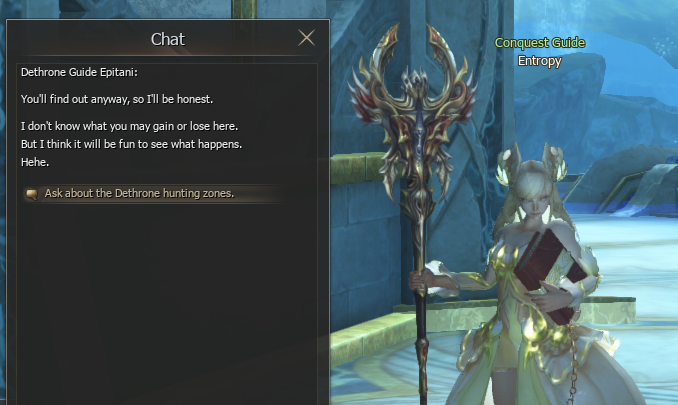 Chat
Dethrone Guide Epitani:
You'll find out anyway, so I'll be honest.
I don't know what you may gain or lose here.
But I think it will be fun to see what happens.
Hehe.
Ask about the Dethrone hunting zones.
Conquest Guide
Entropy